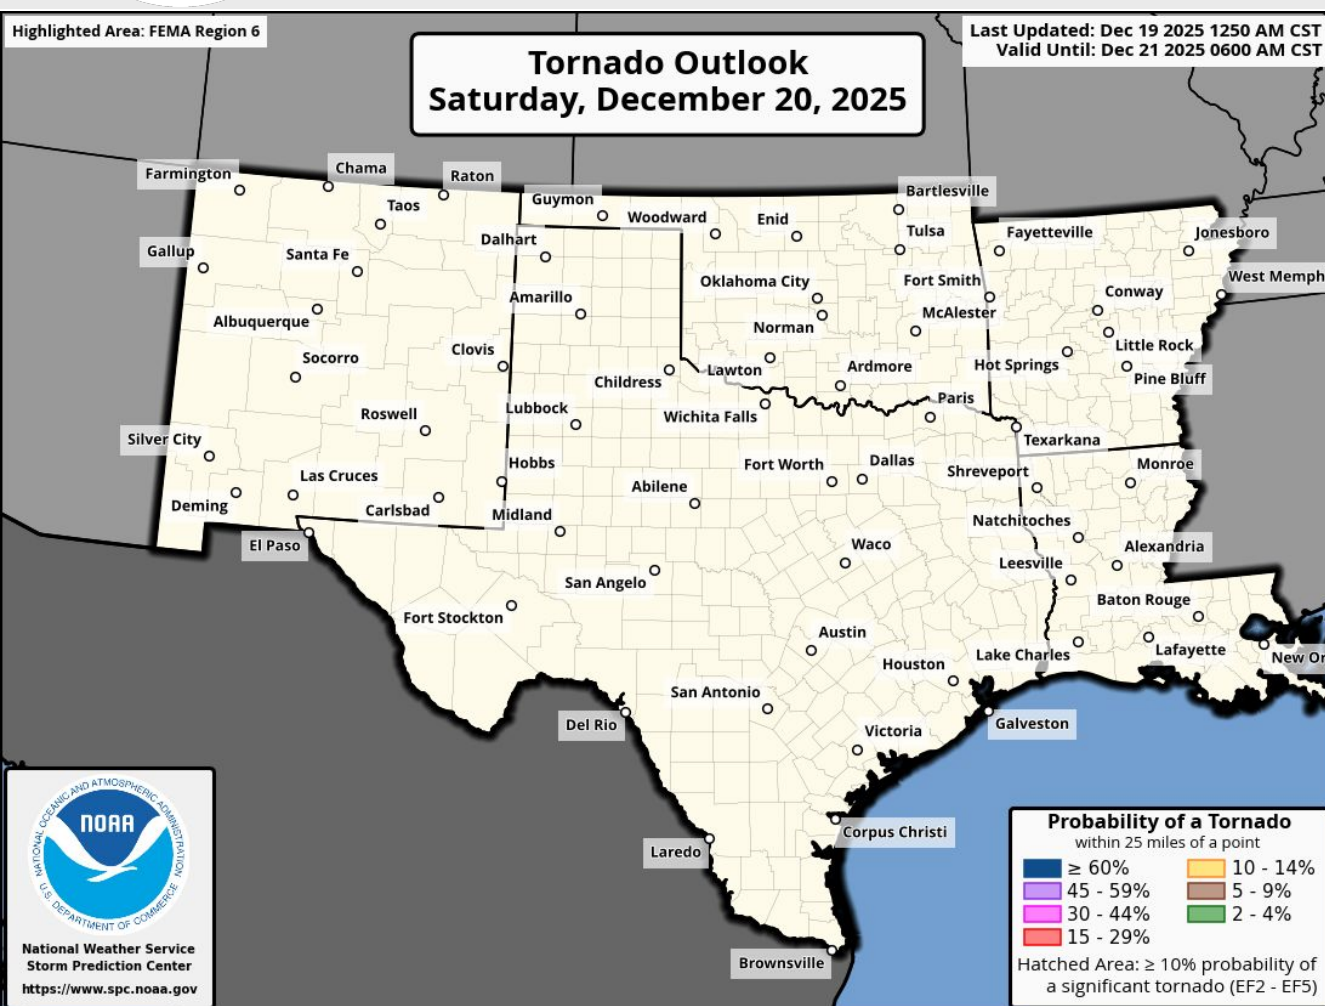 Highlighted Area: FEMA Region 6
Last Updated: Dec 19 2025 1250 AM CST
Valid Until: Dec 21 2025 0600 AM CST
Tornado Outlook
Saturday, December 20, 2025
Farmington
Chama
Raton
Taos
Guymon
Woodward
Enid
Bartlesville
Tulsa
Fayetteville
Jonesboro
Gallup
Santa Fe
Dalhart
Oklahoma City
Fort Smith
West Memph
Conway
Amarillo
Albuquerque
Norman
McAlester
Little Rock
Socorro
Clovis
Childress
Lawton
Ardmore
Hot Springs
Pine Bluff
Roswell
Lubbock
Wichita Falls
Paris
Silver City
Texarkana
Las Cruces
Hobbs
Fort Worth
Dallas
Shreveport
Monroe
Deming
Carlsbad
Midland
Abilene
Natchitoches
El Paso
Waco
Alexandria
San Angelo
Leesville
Fort Stockton
Baton Rouge
Austin
Houston
Lake Charles
Lafayette
New Or
San Antonio
Del Rio
Galveston
Victoria
Laredo
Corpus Christi
Brownsville
NATIONAL OCEANIC AND ATMOSPHERIC ADMINISTRATION
NOAA
U.S. DEPARTMENT OF COMMERCE
National Weather Service
Storm Prediction Center
https://www.spc.noaa.gov
Probability of a Tornado
within 25 miles of a point
≥ 60%
45 - 59%
30 - 44%
15 - 29%
10 - 14%
5 - 9%
2 - 4%
Hatched Area: ≥ 10% probability of
a significant tornado (EF2 - EF5)